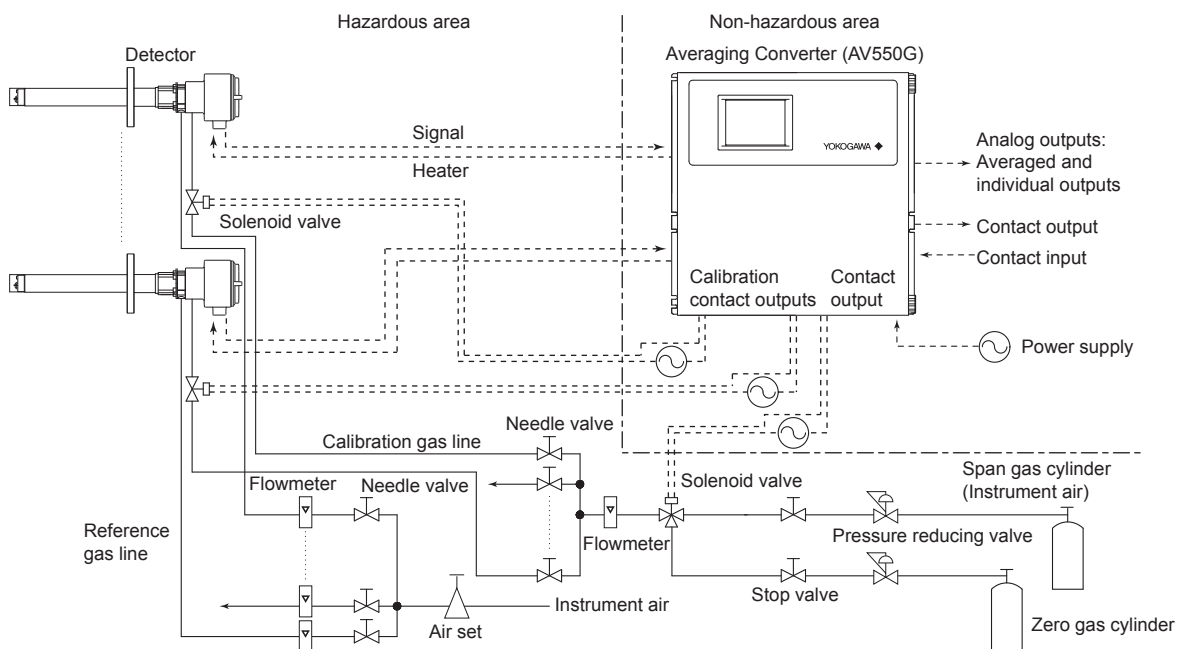 Hazardous area
Non-hazardous area
Detector
Averaging Converter (AV550G)
Signal
YOKOGAWA
Analog outputs:
Averaged and
individual outputs
Heater
Solenoid valve
Contact output
Contact input
Calibration
contact outputs
Contact
output
Power supply
Needle valve
Calibration gas line
Span gas cylinder
(Instrument air)
Flowmeter
Needle valve
Solenoid valve
Reference
gas line
Flowmeter
Pressure reducing valve
Stop valve
Instrument air
Air set
Zero gas cylinder